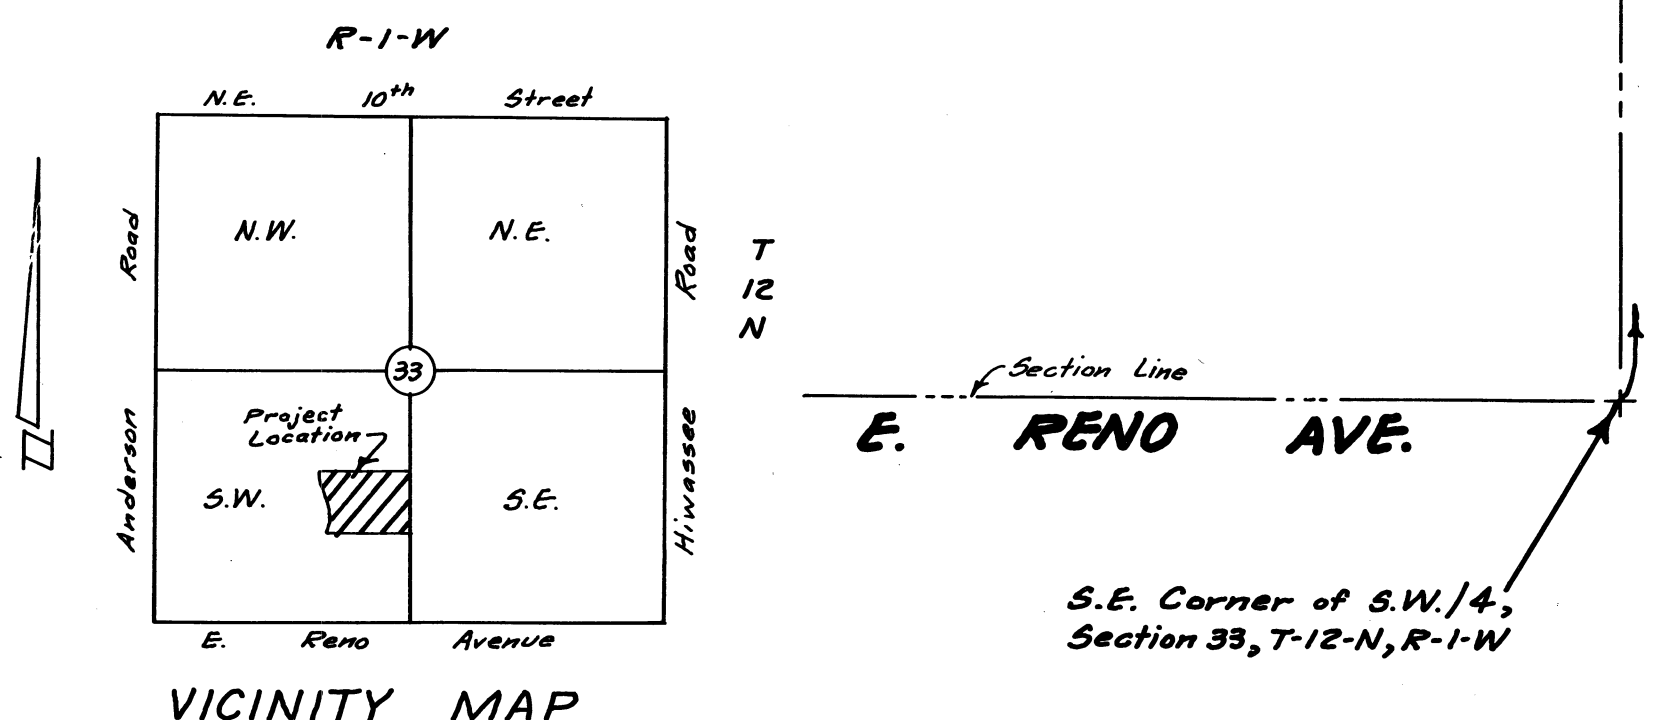 R-1-W
N.E. 10th Street
N.W. N.E.
Road
Road
T
12
N
33
Project
Location
S.W. S.E.
Anderson
Hiwassee
E. Reno Avenue
VICINITY MAP
N
Section Line
E. RENO AVE.
S.E. Corner of S.W./4,
Section 33, T-12-N, R-1-W